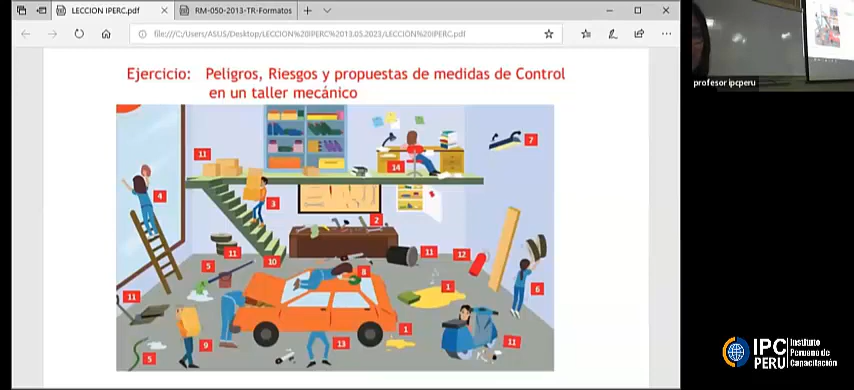 LECCION IPERC.pdf
RM-050-2013-TR-Formatos
file:///C:/Users/ASUS/Desktop/LECCION%20IPERC%2013.05.2023/LECCION%20IPERC.pdf
profesor ipcperu
Ejercicio: Peligros, Riesgos y propuestas de medidas de Control
en un taller mecánico
7
11
14
4
3
2
11
11
12
10
5
8
11
1
6
1
9
13
11
5
IPC
PERU
Instituto
Peruano de
Capacitación